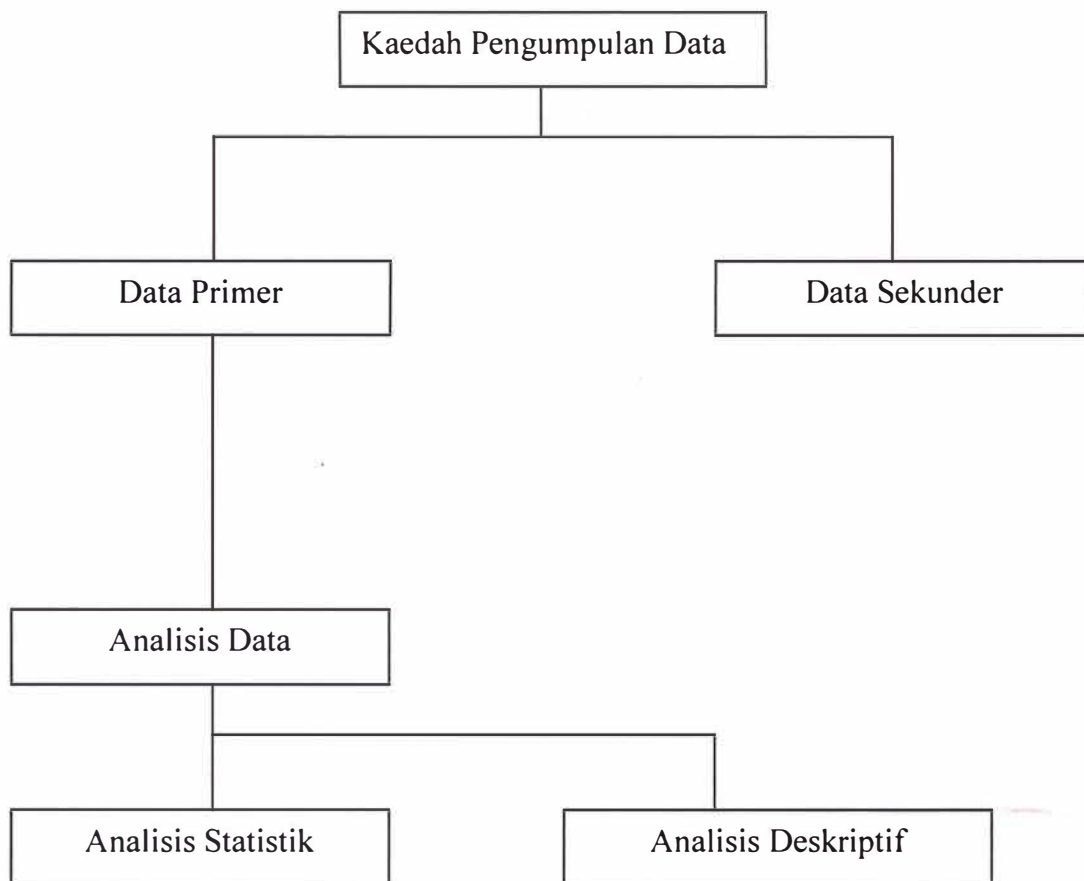 Kaedah Pengumpulan Data
Data Primer
Data Sekunder
Analisis Data
Analisis Statistik
Analisis Deskriptif